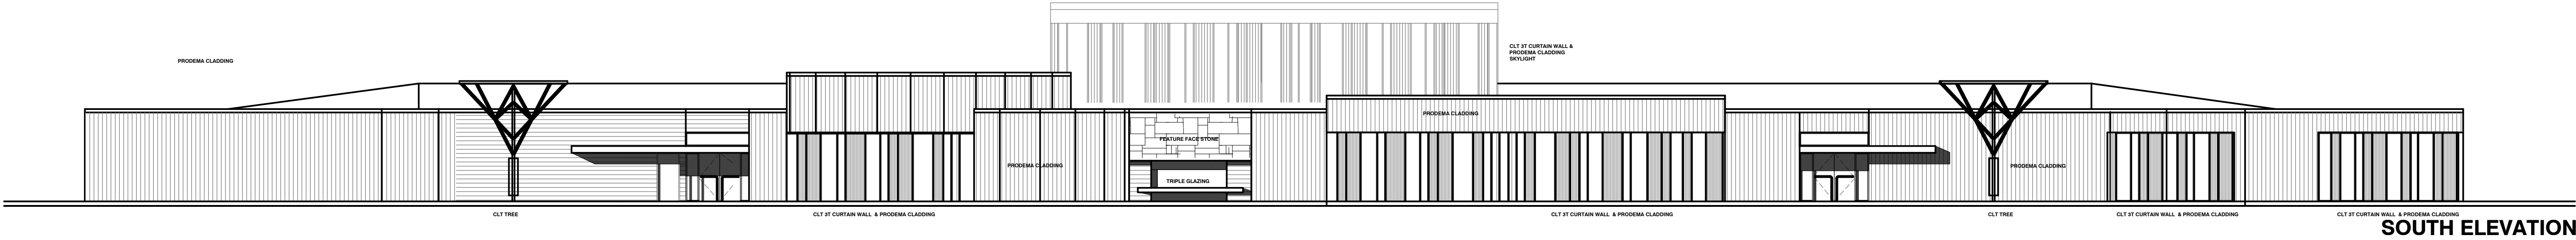 PRODEMA CLADDING
CLT 3T CURTAIN WALL &
PRODEMA CLADDING
SKYLIGHT
PRODEMA CLADDING
FEATURE FACE STONE
PRODEMA CLADDING
PRODEMA CLADDING
TRIPLE GLAZING
CLT TREE
CLT 3T CURTAIN WALL & PRODEMA CLADDING
CLT 3T CURTAIN WALL & PRODEMA CLADDING
CLT TREE
CLT 3T CURTAIN WALL & PRODEMA CLADDING
CLT 3T CURTAIN WALL & PRODEMA CLADDING
SOUTH ELEVATION